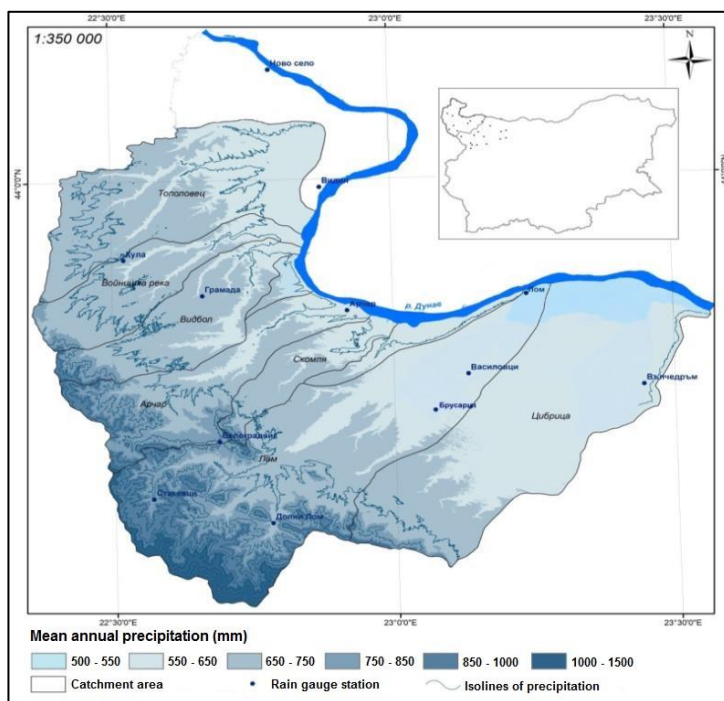 22°30'0"E 23°0'0"E 23°30'0"E
1:350 000
N
Ново село
44°0'0"N
Видин
44°0'0"N
Тополовец
Кула
Войнишка река
Грамада
Видбол
Арчар
р. Дунав
Лом
Скомля
Василовци
Вълчедръм
Брусарци
Цибрица
Арчар
Белоградчик
Лом
Стакевци
Долни Лом
22°30'0"E 23°0'0"E 23°30'0"E
Mean annual precipitation (mm)
500 - 550 550 - 650 650 - 750 750 - 850 850 - 1000 1000 - 1500
Catchment area Rain gauge station Isolines of precipitation